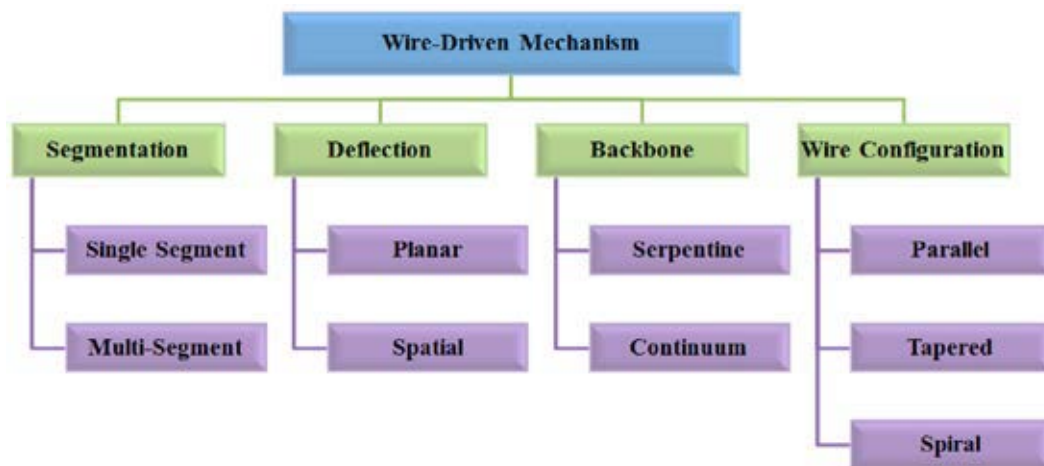 Wire-Driven Mechanism
Segmentation
Single Segment
Multi-Segment
Deflection
Planar
Spatial
Backbone
Serpentine
Continuum
Wire Configuration
Parallel
Tapered
Spiral